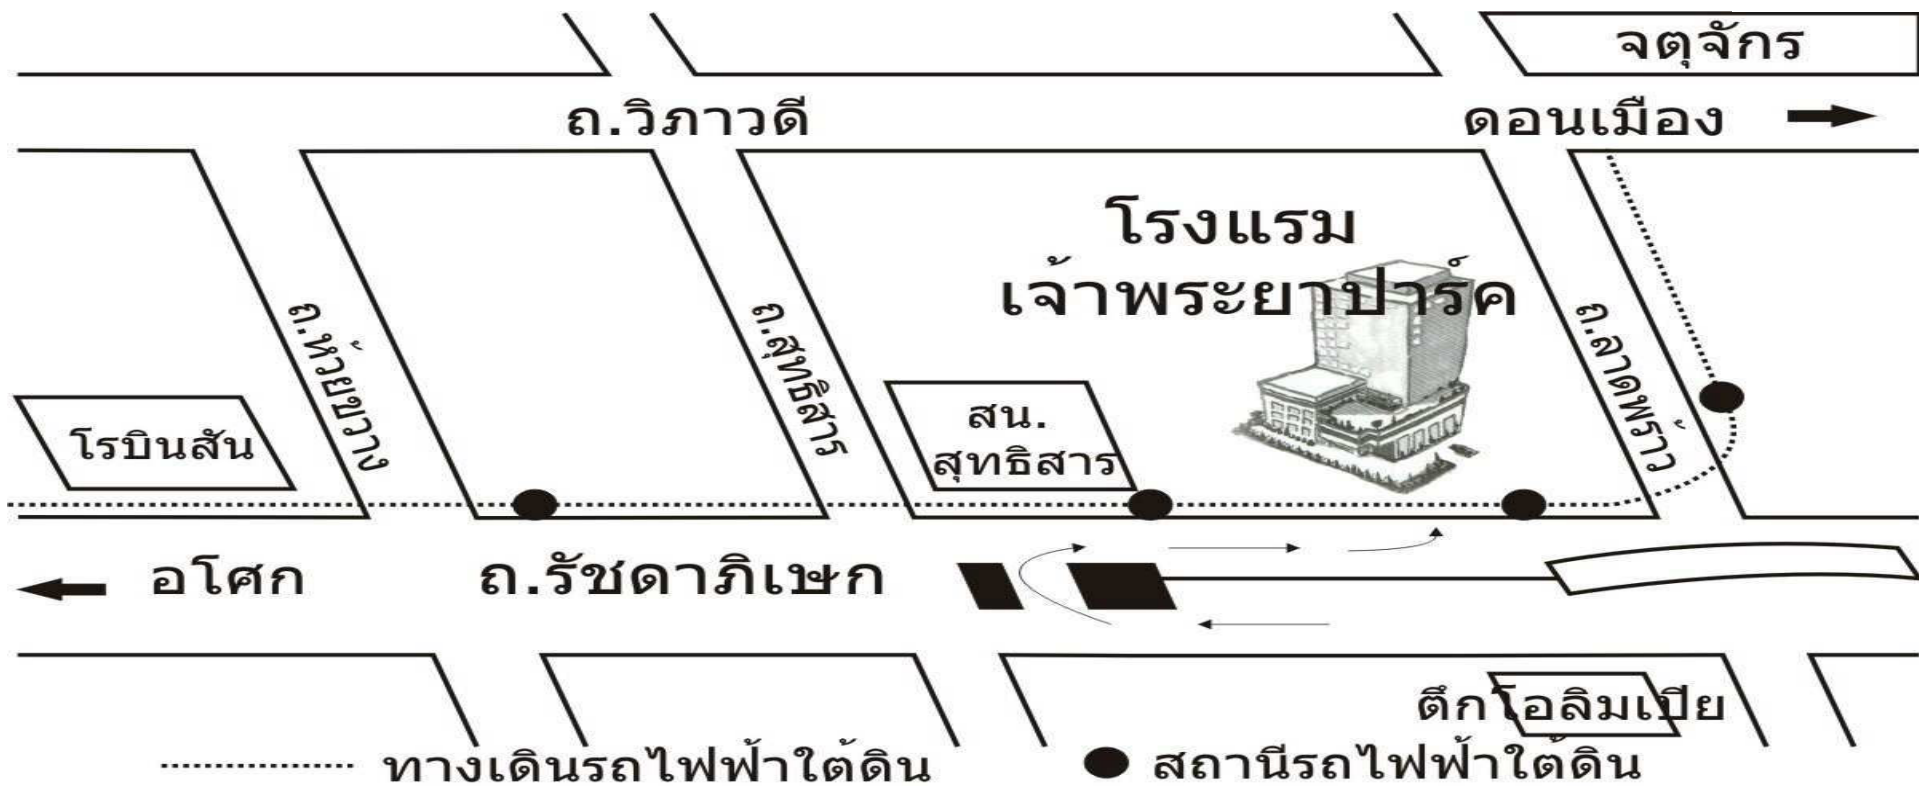 จตุจักร
ถ.วิภาวดี
ดอนเมือง
โรงแรม
เจ้าพระยาปาร์ค
ถ.ห้วยขวาง
ถ.สุทธิสาร
ถ.ลาดพร้าว
โรบินสัน
สน.
สุทธิสาร
อโศก
ถ.รัชดาภิเษก
ตึกโอลิมเปีย
ทางเดินรถไฟฟ้าใต้ดิน
สถานีรถไฟฟ้าใต้ดิน